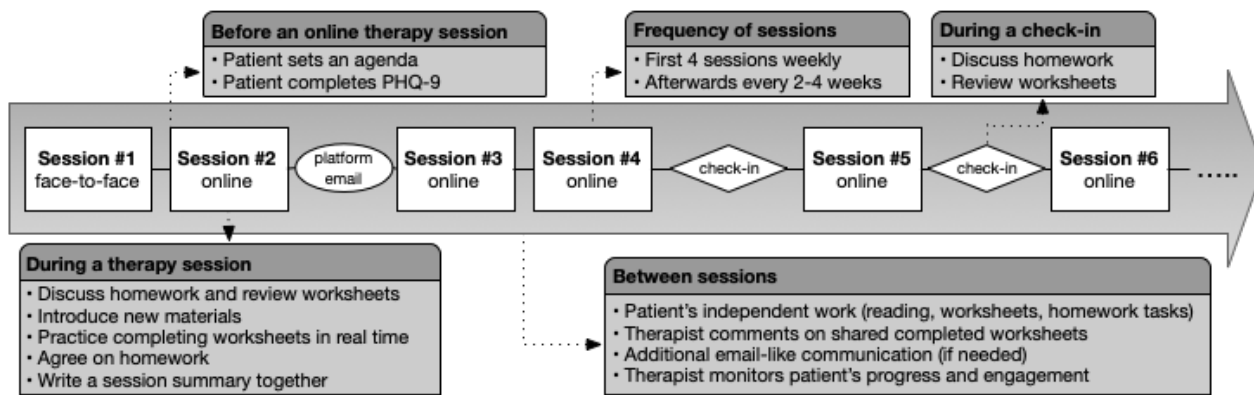 Before an online therapy session
• Patient sets an agenda
• Patient completes PHQ-9
Frequency of sessions
• First 4 sessions weekly
• Afterwards every 2-4 weeks
During a check-in
• Discuss homework
• Review worksheets
Session #1
face-to-face
Session #2
online
platform
email
Session #3
online
Session #4
online
check-in
Session #5
online
check-in
Session #6
online
.....
During a therapy session
• Discuss homework and review worksheets
• Introduce new materials
• Practice completing worksheets in real time
• Agree on homework
• Write a session summary together
Between sessions
• Patient's independent work (reading, worksheets, homework tasks)
• Therapist comments on shared completed worksheets
• Additional email-like communication (if needed)
• Therapist monitors patient's progress and engagement